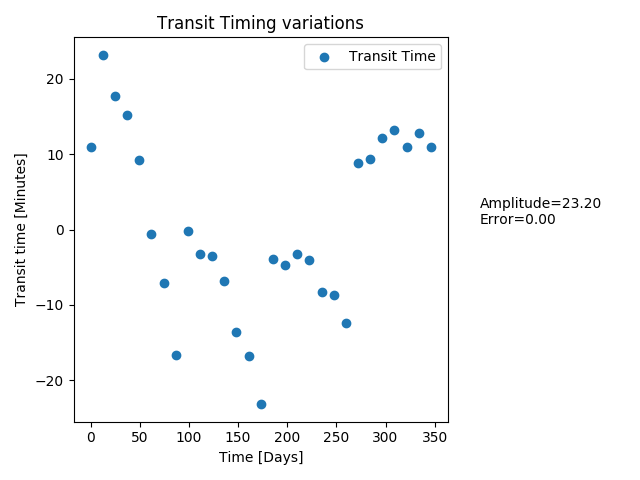 Transit Timing variations
Transit Time
Transit time [Minutes]
20
10
0
−10
−20
Amplitude=23.20
Error=0.00
0 50 100 150 200 250 300 350
Time [Days]